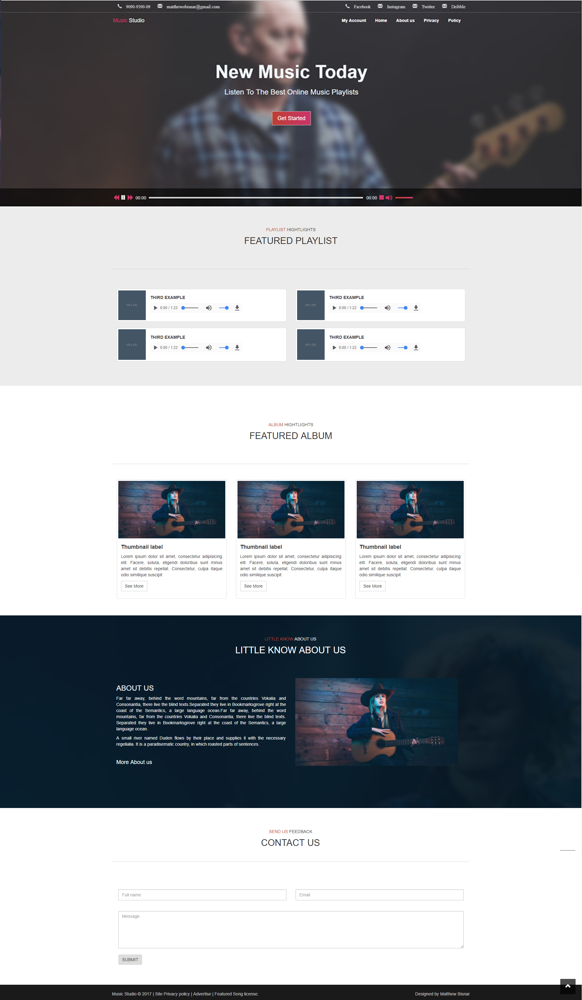 9090-9390-09 matthewobisnar@gmail.com Facebook Instagram Twitter Dribble
Music Studio My Account Home About us Privacy Policy
New Music Today
Listen To The Best Online Music Playlists
Get Started
00:00 00:00
PLAYLIST HIGHTLIGHTS
FEATURED PLAYLIST
160 x 200
THIRD EXAMPLE
0:00 / 1:22
160 x 200
THIRD EXAMPLE
0:00 / 1:22
160 x 200
THIRD EXAMPLE
0:00 / 1:22
160 x 200
THIRD EXAMPLE
0:00 / 1:22
ALBUM HIGHTLIGHTS
FEATURED ALBUM
Thumbnail label
Lorem ipsum dolor sit amet, consectetur adipisicing
elit. Facere, soluta, eligendi doloribus sunt minus
amet sit debitis repellat. Consectetur, culpa itaque
odio similique suscipit
See More
Thumbnail label
Lorem ipsum dolor sit amet, consectetur adipisicing
elit. Facere, soluta, eligendi doloribus sunt minus
amet sit debitis repellat. Consectetur, culpa itaque
odio similique suscipit
See More
Thumbnail label
Lorem ipsum dolor sit amet, consectetur adipisicing
elit. Facere, soluta, eligendi doloribus sunt minus
amet sit debitis repellat. Consectetur, culpa itaque
odio similique suscipit
See More
LITTLE KNOW ABOUT US
LITTLE KNOW ABOUT US
ABOUT US
Far far away, behind the word mountains, far from the countries Vokalia and
Consonantia, there live the blind texts.Separated they live in Bookmarksgrove right at the
coast of the Semantics, a large language ocean.Far far away, behind the word
mountains, far from the countries Vokalia and Consonantia, there live the blind texts.
Separated they live in Bookmarksgrove right at the coast of the Semantics, a large
language ocean.
A small river named Duden flows by their place and supplies it with the necessary
regelialia. It is a paradisematic country, in which roasted parts of sentences.
More About us
SEND US FEEDBACK
CONTACT US
Full name
Email
Message
SUBMIT
Music Studio © 2017 | Site Privacy policy | Advertise | Featured Song license.
Designed by Matthew Bisnar